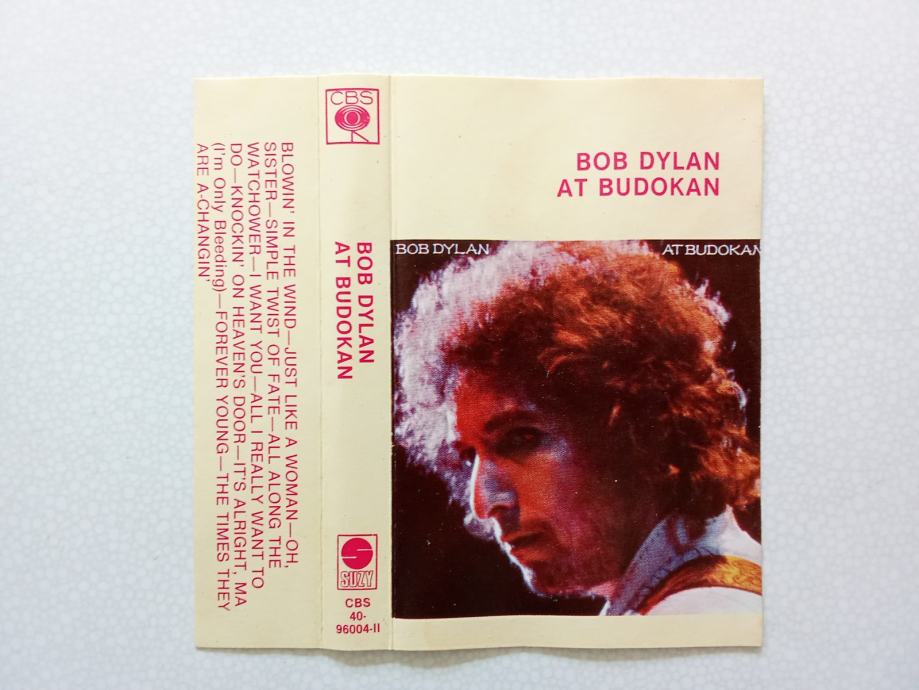 BLOWIN' IN THE WIND—JUST LIKE A WOMAN—OH,
SISTER—SIMPLE TWIST OF FATE—ALL ALONG THE
WATCHOWER—I WANT YOU—ALL I REALLY WANT TO
DO—KNOCKIN' ON HEAVEN'S DOOR—IT'S ALRIGHT, MA
(I'm Only Bleeding)—FOREVER YOUNG—THE TIMES THEY
ARE A-CHANGIN'
CBS
BOB DYLAN
AT BUDOKAN
SUZY
CBS
40-
96004-II
BOB DYLAN
AT BUDOKAN
BOB DYLAN
AT BUDOKAN